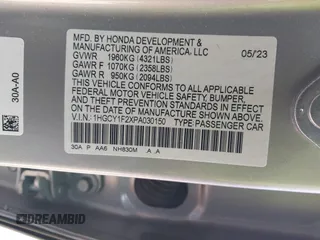 MFD. BY HONDA DEVELOPMENT &
MANUFACTURING OF AMERICA, LLC
GVWR 1960KG (4321LBS) 05/23
GAWR F 1070KG (2358LBS)
GAWR R 950KG (2094LBS)
THIS VEHICLE CONFORMS TO ALL APPLICABLE
FEDERAL MOTOR VEHICLE SAFETY, BUMPER,
AND THEFT PREVENTION STANDARDS IN EFFECT
ON THE DATE OF MANUFACTURE SHOWN ABOVE.
V.I.N.: 1HGCY1F2XPA030150 TYPE PASSENGER CAR
30A P AA6 NH830M A A
30A-A0
DREAMBID